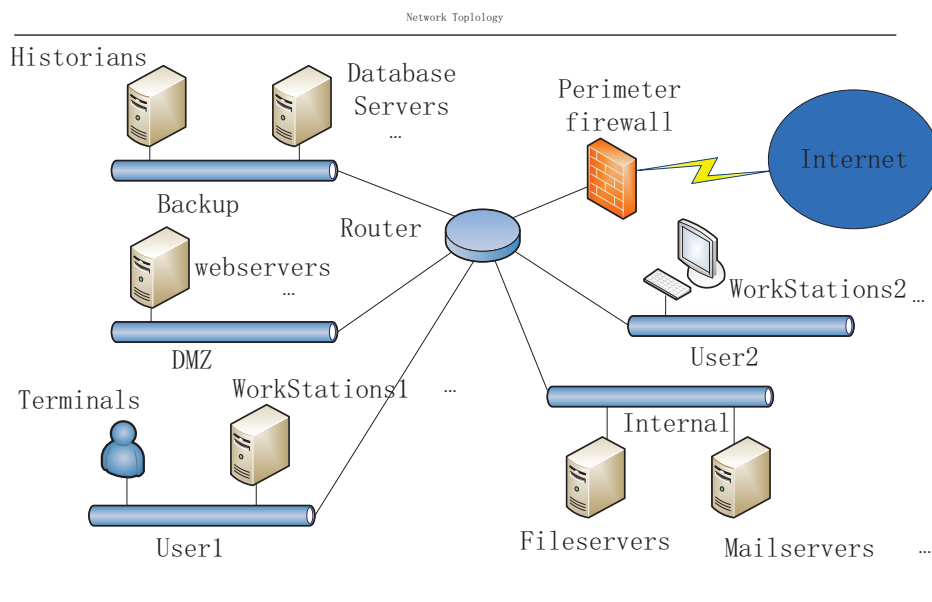 Network Toplology
Historians
Database
Servers
…
Perimeter
firewall
Internet
Backup
Router
webservers
…
WorkStations2 …
DMZ
User2
WorkStations1 …
Terminals
Internal
User1
Fileservers
Mailservers …